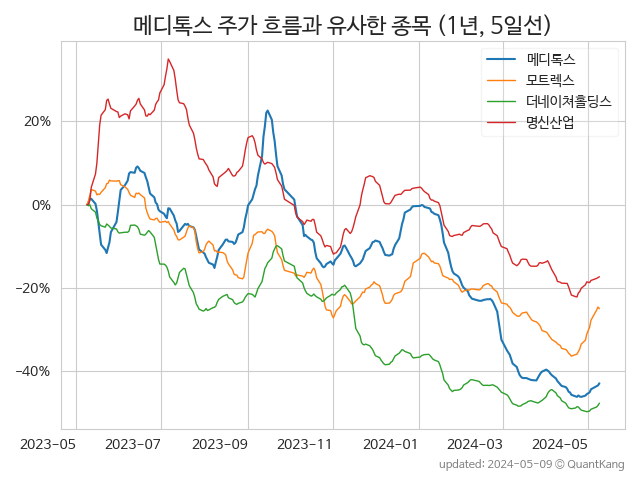 메디톡스 주가 흐름과 유사한 종목 (1년, 5일선)
메디톡스
모트렉스
더네이쳐홀딩스
명신산업
20%
0%
−20%
−40%
2023-05 2023-07 2023-09 2023-11 2024-01 2024-03 2024-05
updated: 2024-05-09 © QuantKang